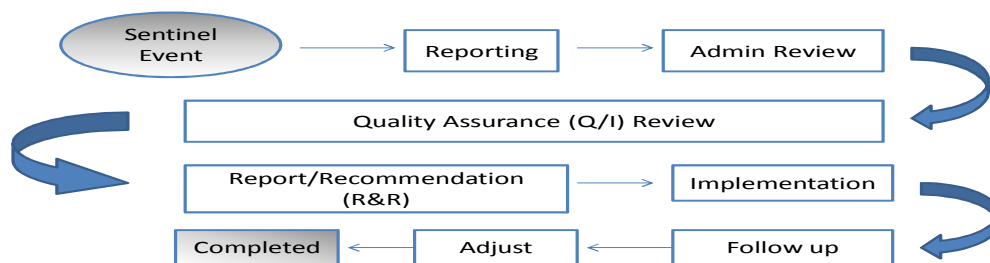 Sentinel
Event
Reporting
Admin Review
Quality Assurance (Q/I) Review
Report/Recommendation
(R&R)
Implementation
Completed
Adjust
Follow up